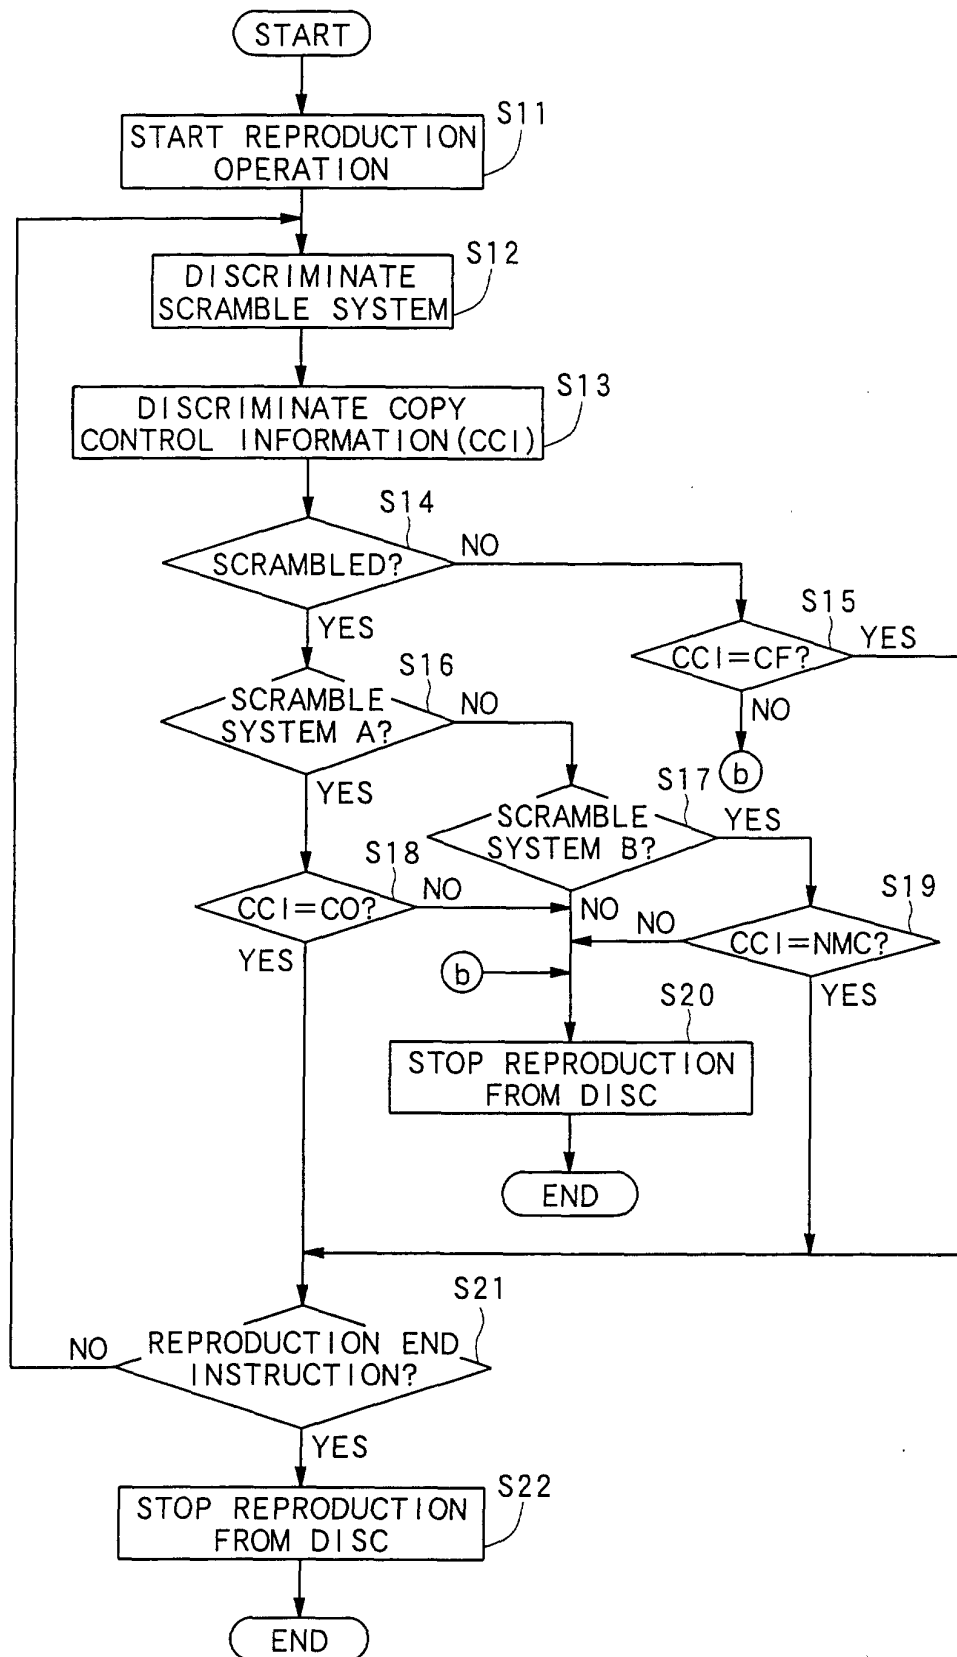 START
S11
START REPRODUCTION
OPERATION
S12
DISCRIMINATE
SCRAMBLE SYSTEM
S13
DISCRIMINATE COPY
CONTROL INFORMATION(CCI)
S14
SCRAMBLED?
NO
YES
S15
CCI=CF?
YES
NO
b
S16
SCRAMBLE
SYSTEM A?
NO
YES
S17
SCRAMBLE
SYSTEM B?
YES
NO
S18
CCI=CO?
NO
YES
S19
CCI=NMC?
NO
YES
b
S20
STOP REPRODUCTION
FROM DISC
END
S21
REPRODUCTION END
INSTRUCTION?
NO
YES
S22
STOP REPRODUCTION
FROM DISC
END